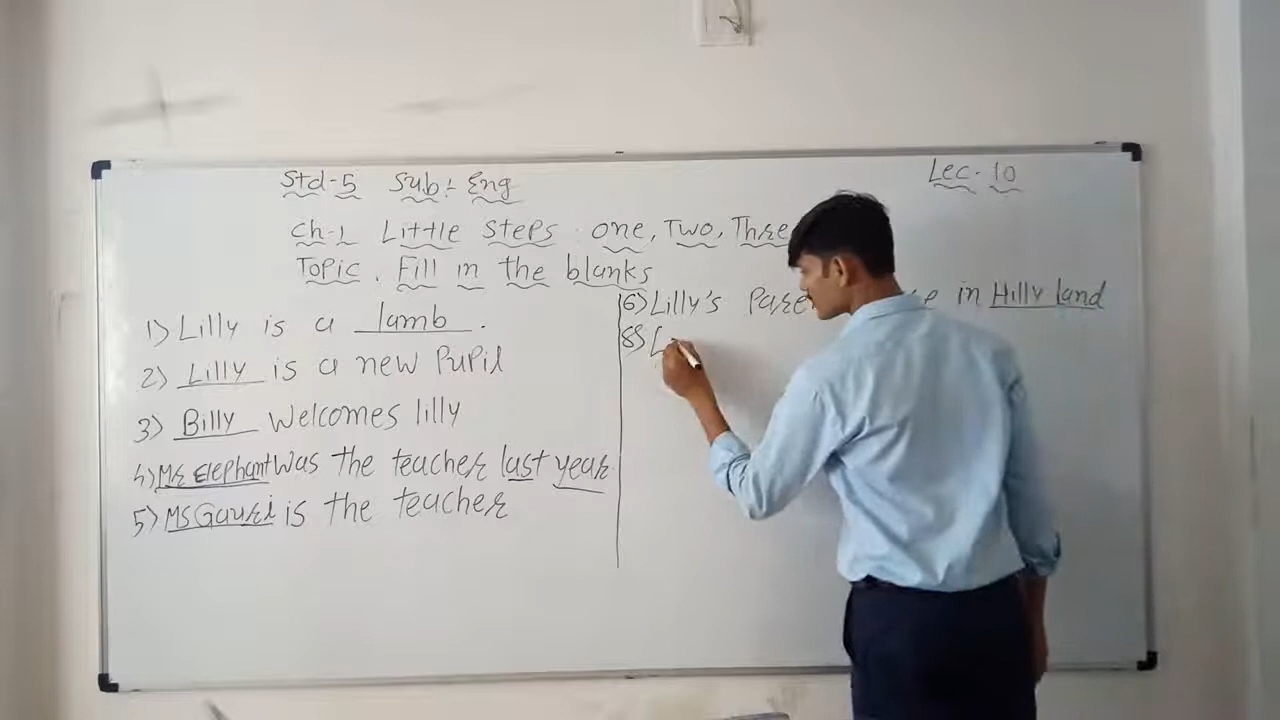 Std-5 Sub:- Eng
Lec-10
Ch-1 Little Steps : one, Two, Three
Topic. Fill in the blanks
1) Lilly is a lamb.
2) Lilly is a new Pupil
3) Billy Welcomes lilly
4) Mr Elephant Was the teacher last year
5) MS Gauri is the teacher
6) Lilly's in Hilly land
8) L